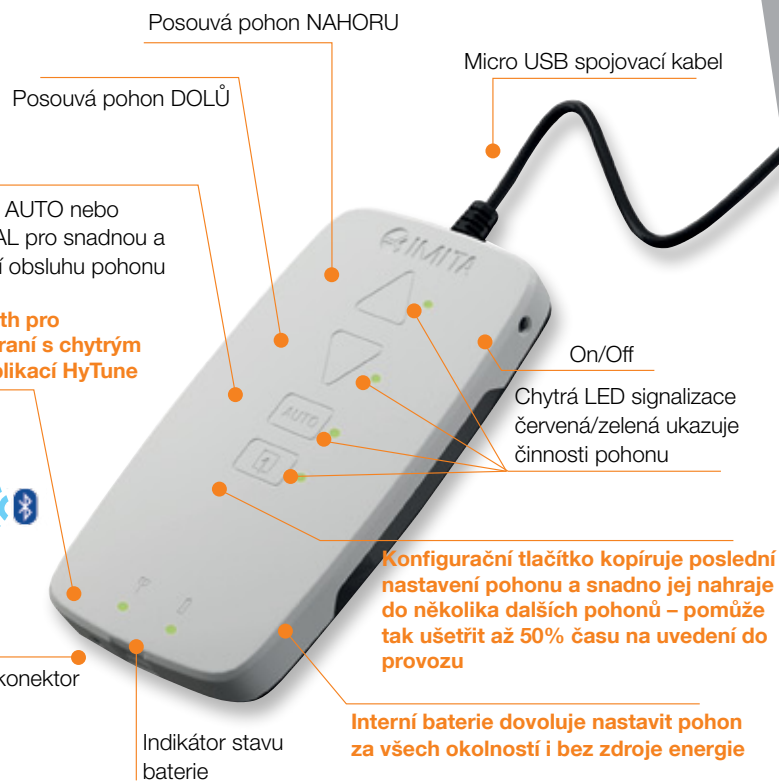 Posouvá pohon NAHORU
Micro USB spojovací kabel
Posouvá pohon DOLŮ
AUTO nebo
AL pro snadnou a
í obsluhu pohonu
th pro
raní s chytrým
plikací HyTune
IMITA
AUTO
On/Off
Chytrá LED signalizace
červená/zelená ukazuje
činnosti pohonu
Konfigurační tlačítko kopíruje poslední
nastavení pohonu a snadno jej nahraje
do několika dalších pohonů – pomůže
tak ušetřit až 50% času na uvedení do
provozu
konektor
Interní baterie dovoluje nastavit pohon
za všech okolností i bez zdroje energie
Indikátor stavu
baterie